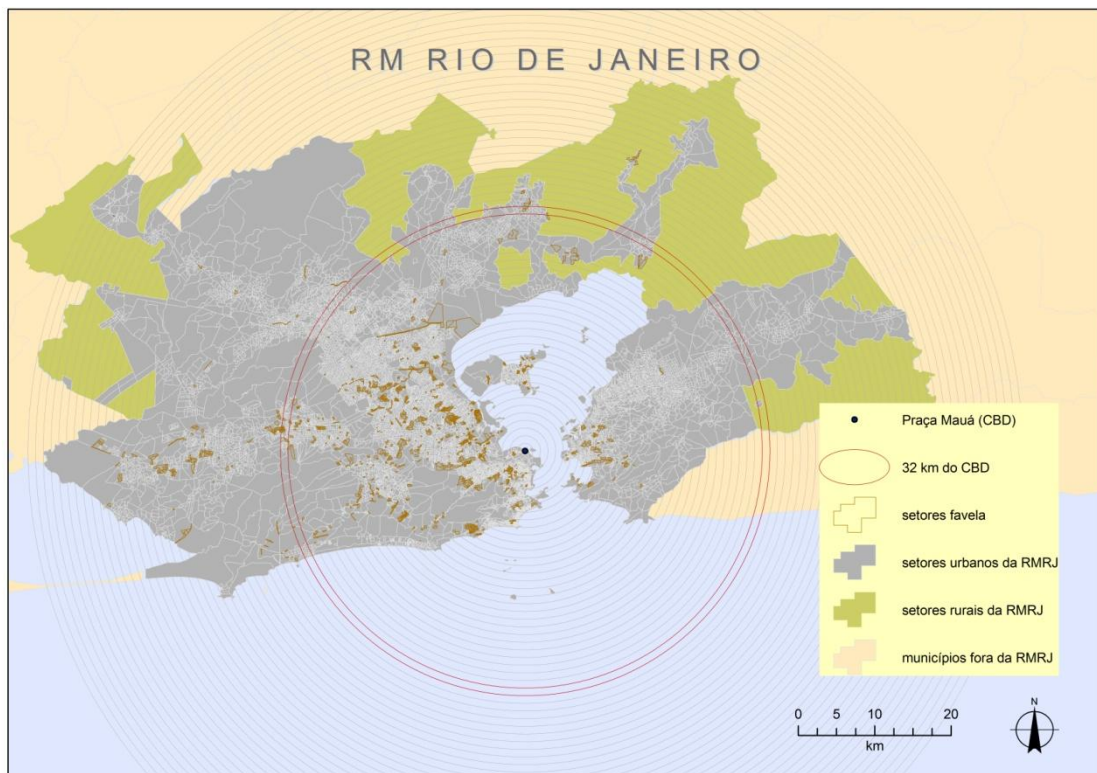 RM RIO DE JANEIRO
Praça Mauá (CBD)
32 km do CBD
setores favela
setores urbanos da RMRJ
setores rurais da RMRJ
municípios fora da RMRJ
0 5 10 20
km
N